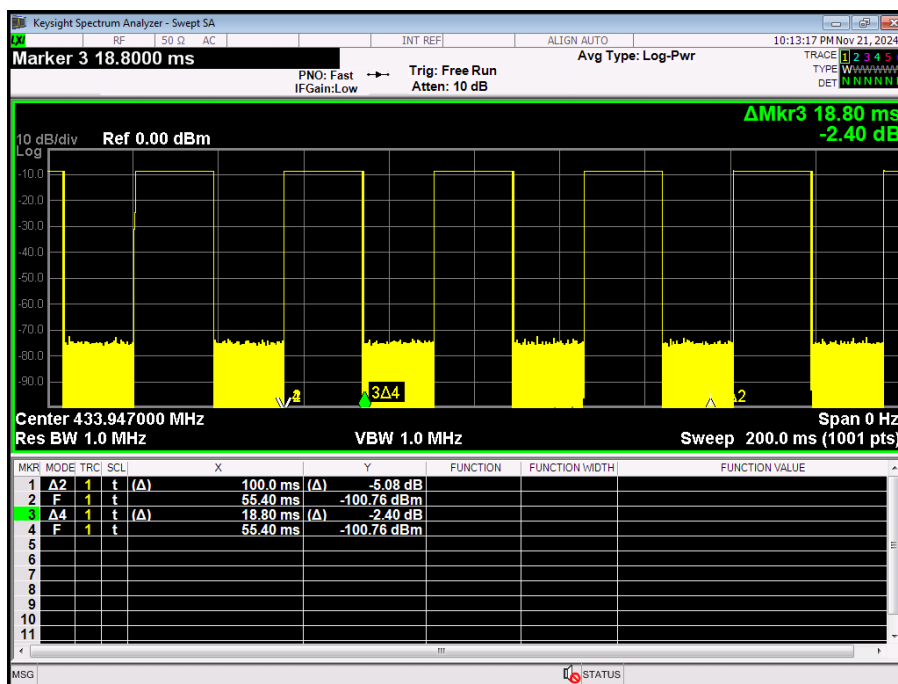 Keysight Spectrum Analyzer - Swept SA
LXI RF 50 Ω AC INT REF ALIGN AUTO 10:13:17 PM Nov 21, 2024
Marker 3 18.8000 ms Avg Type: Log-Pwr TRACE 1 2 3 4 5
PNO: Fast Trig: Free Run TYPE W
IFGain:Low Atten: 10 dB DET N N N N N
ΔMkr3 18.80 ms
10 dB/div Ref 0.00 dBm -2.40 dB
Log
-10.0
-20.0
-30.0
-40.0
-50.0
-60.0
-70.0
-80.0
-90.0
3Δ4
Center 433.947000 MHz Span 0 Hz
Res BW 1.0 MHz VBW 1.0 MHz Sweep 200.0 ms (1001 pts)
MKR MODE TRC SCL X Y FUNCTION FUNCTION WIDTH FUNCTION VALUE
1 Δ2 1 t (Δ) 100.0 ms (Δ) -5.08 dB
2 F 1 t 55.40 ms -100.76 dBm
3 Δ4 1 t (Δ) 18.80 ms (Δ) -2.40 dB
4 F 1 t 55.40 ms -100.76 dBm
5
6
7
8
9
10
11
MSG STATUS